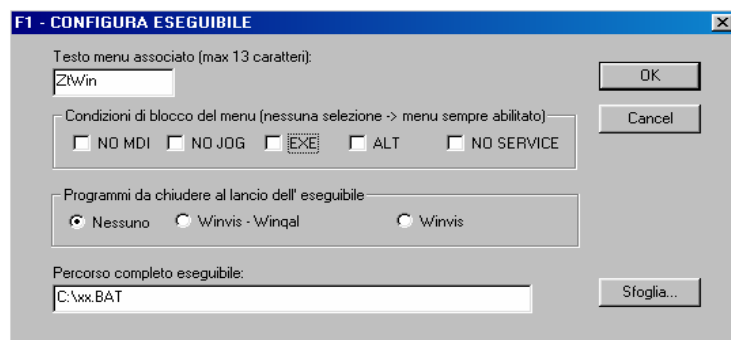 F1 - CONFIGURA ESEGUIBILE
Testo menu associato (max 13 caratteri):
ZtWin
OK
Condizioni di blocco del menu (nessuna selezione -> menu sempre abilitato)
Cancel
NO MDI NO JOG EXE ALT NO SERVICE
Programmi da chiudere al lancio dell' eseguibile
Nessuno Winvis - Winqal Winvis
Percorso completo eseguibile:
C:\xx.BAT
Sfoglia...